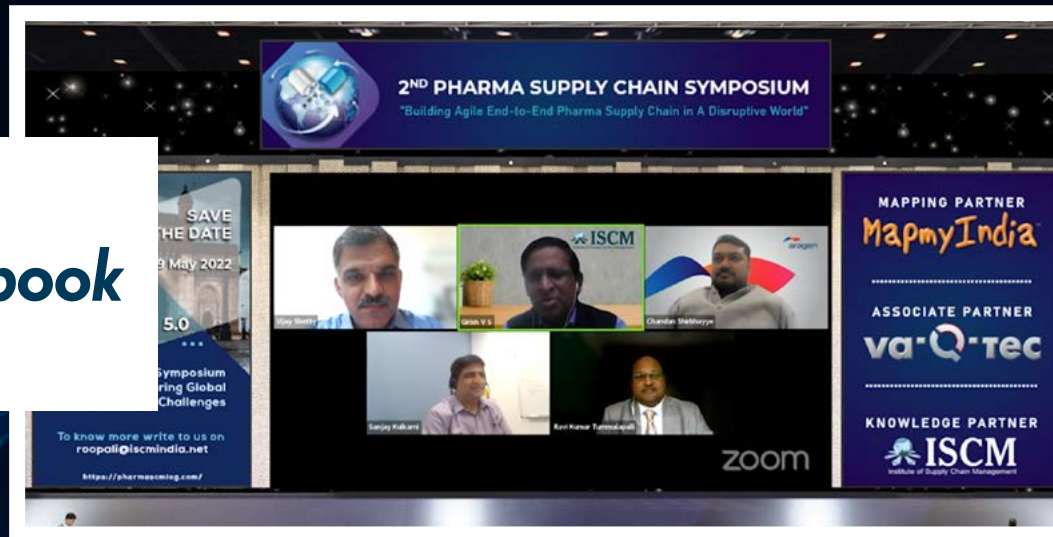 2ND PHARMA SUPPLY CHAIN SYMPOSIUM
"Building Agile End-to-End Pharma Supply Chain in A Disruptive World"
book
SAVE
THE DATE
9 May 2022
5.0
Symposium
ring Global
Challenges
To know more write to us on
roopali@iscmindia.net
https://pharmascmlog.com/
Vijay Shetty
ISCM
Girish V S
aragen
Chandan Shirbhayye
Sanjay Kulkarni
Ravi Kumar Tummalapalli
zoom
MAPPING PARTNER
MapmyIndia
ASSOCIATE PARTNER
va-Q-tec
KNOWLEDGE PARTNER
ISCM
Institute of Supply Chain Management